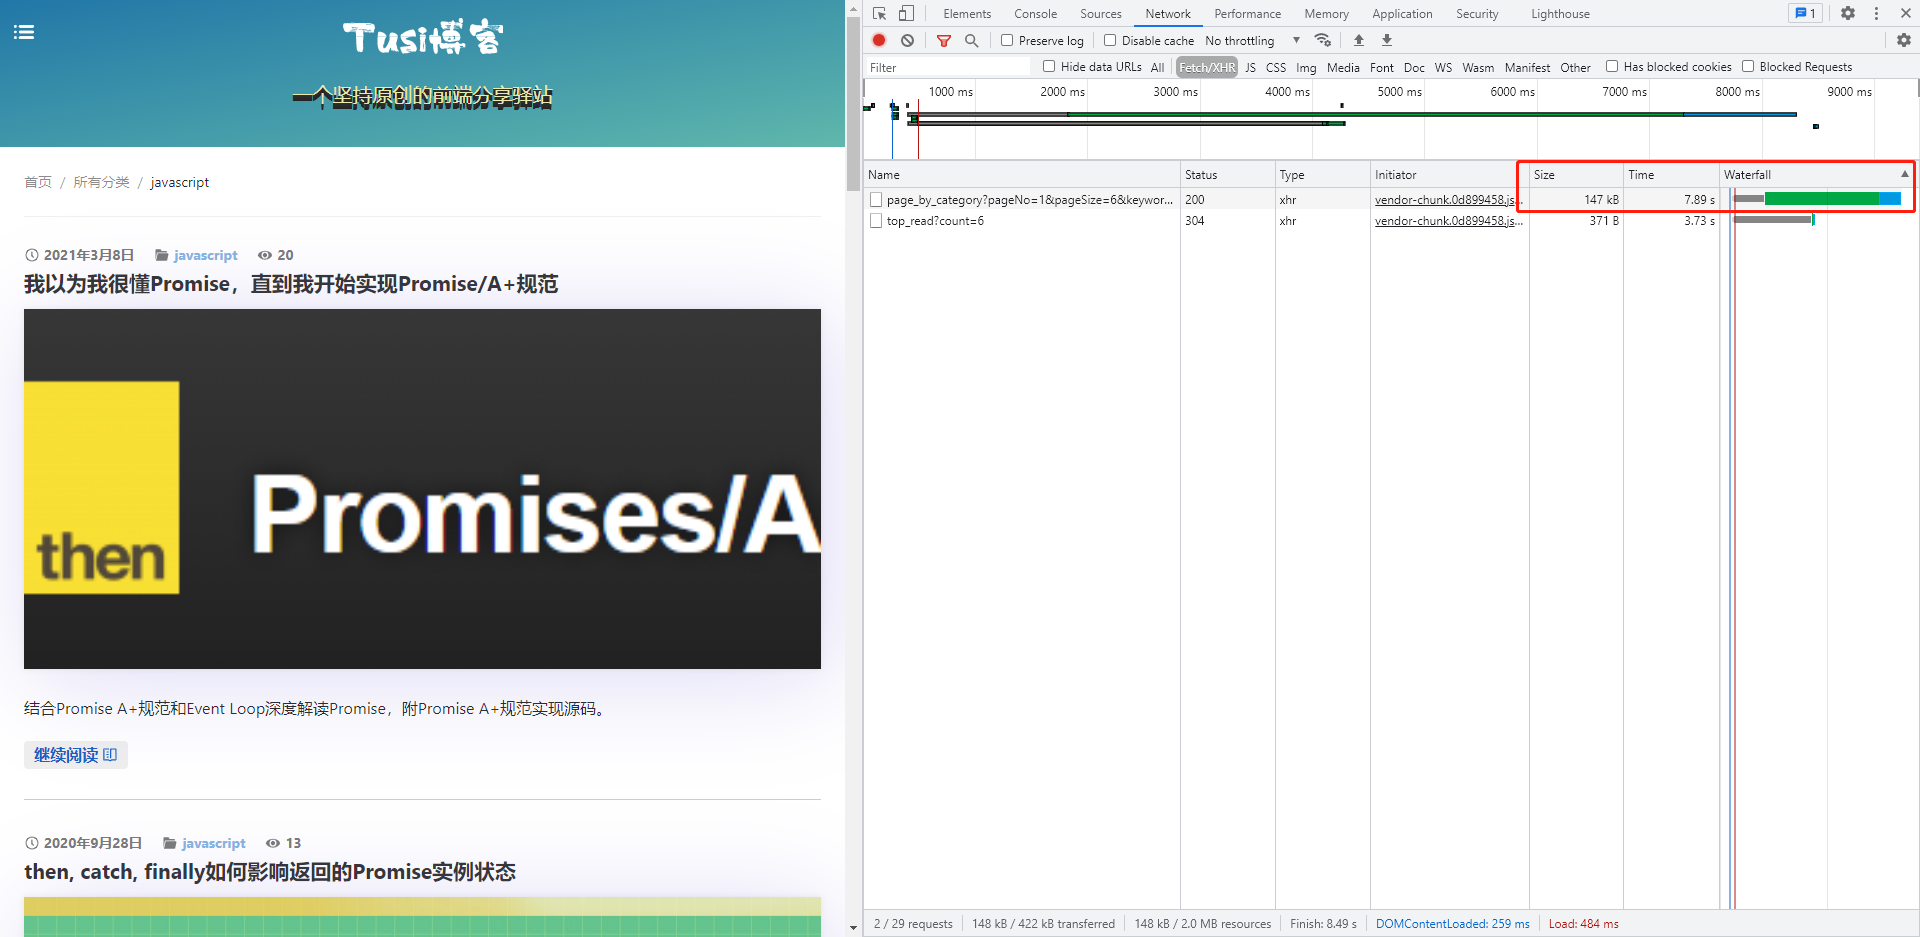 Tusi博客
一个坚持原创的前端分享驿站
首页 / 所有分类 / javascript
2021年3月8日 javascript 20
我以为我很懂Promise，直到我开始实现Promise/A+规范
then
Promises/A
结合Promise A+规范和Event Loop深度解读Promise，附Promise A+规范实现源码。
继续阅读
2020年9月28日 javascript 13
then, catch, finally如何影响返回的Promise实例状态
Elements Console Sources Network Performance Memory Application Security Lighthouse 1
Preserve log Disable cache No throttling
Filter Hide data URLs All Fetch/XHR JS CSS Img Media Font Doc WS Wasm Manifest Other Has blocked cookies Blocked Requests
1000 ms 2000 ms 3000 ms 4000 ms 5000 ms 6000 ms 7000 ms 8000 ms 9000 ms
Name Status Type Initiator Size Time Waterfall
page_by_category?pageNo=1&pageSize=6&keywor... 200 xhr vendor-chunk.0d899458.js... 147 kB 7.89 s
top_read?count=6 304 xhr vendor-chunk.0d899458.js... 371 B 3.73 s
2 / 29 requests 148 kB / 422 kB transferred 148 kB / 2.0 MB resources Finish: 8.49 s DOMContentLoaded: 259 ms Load: 484 ms